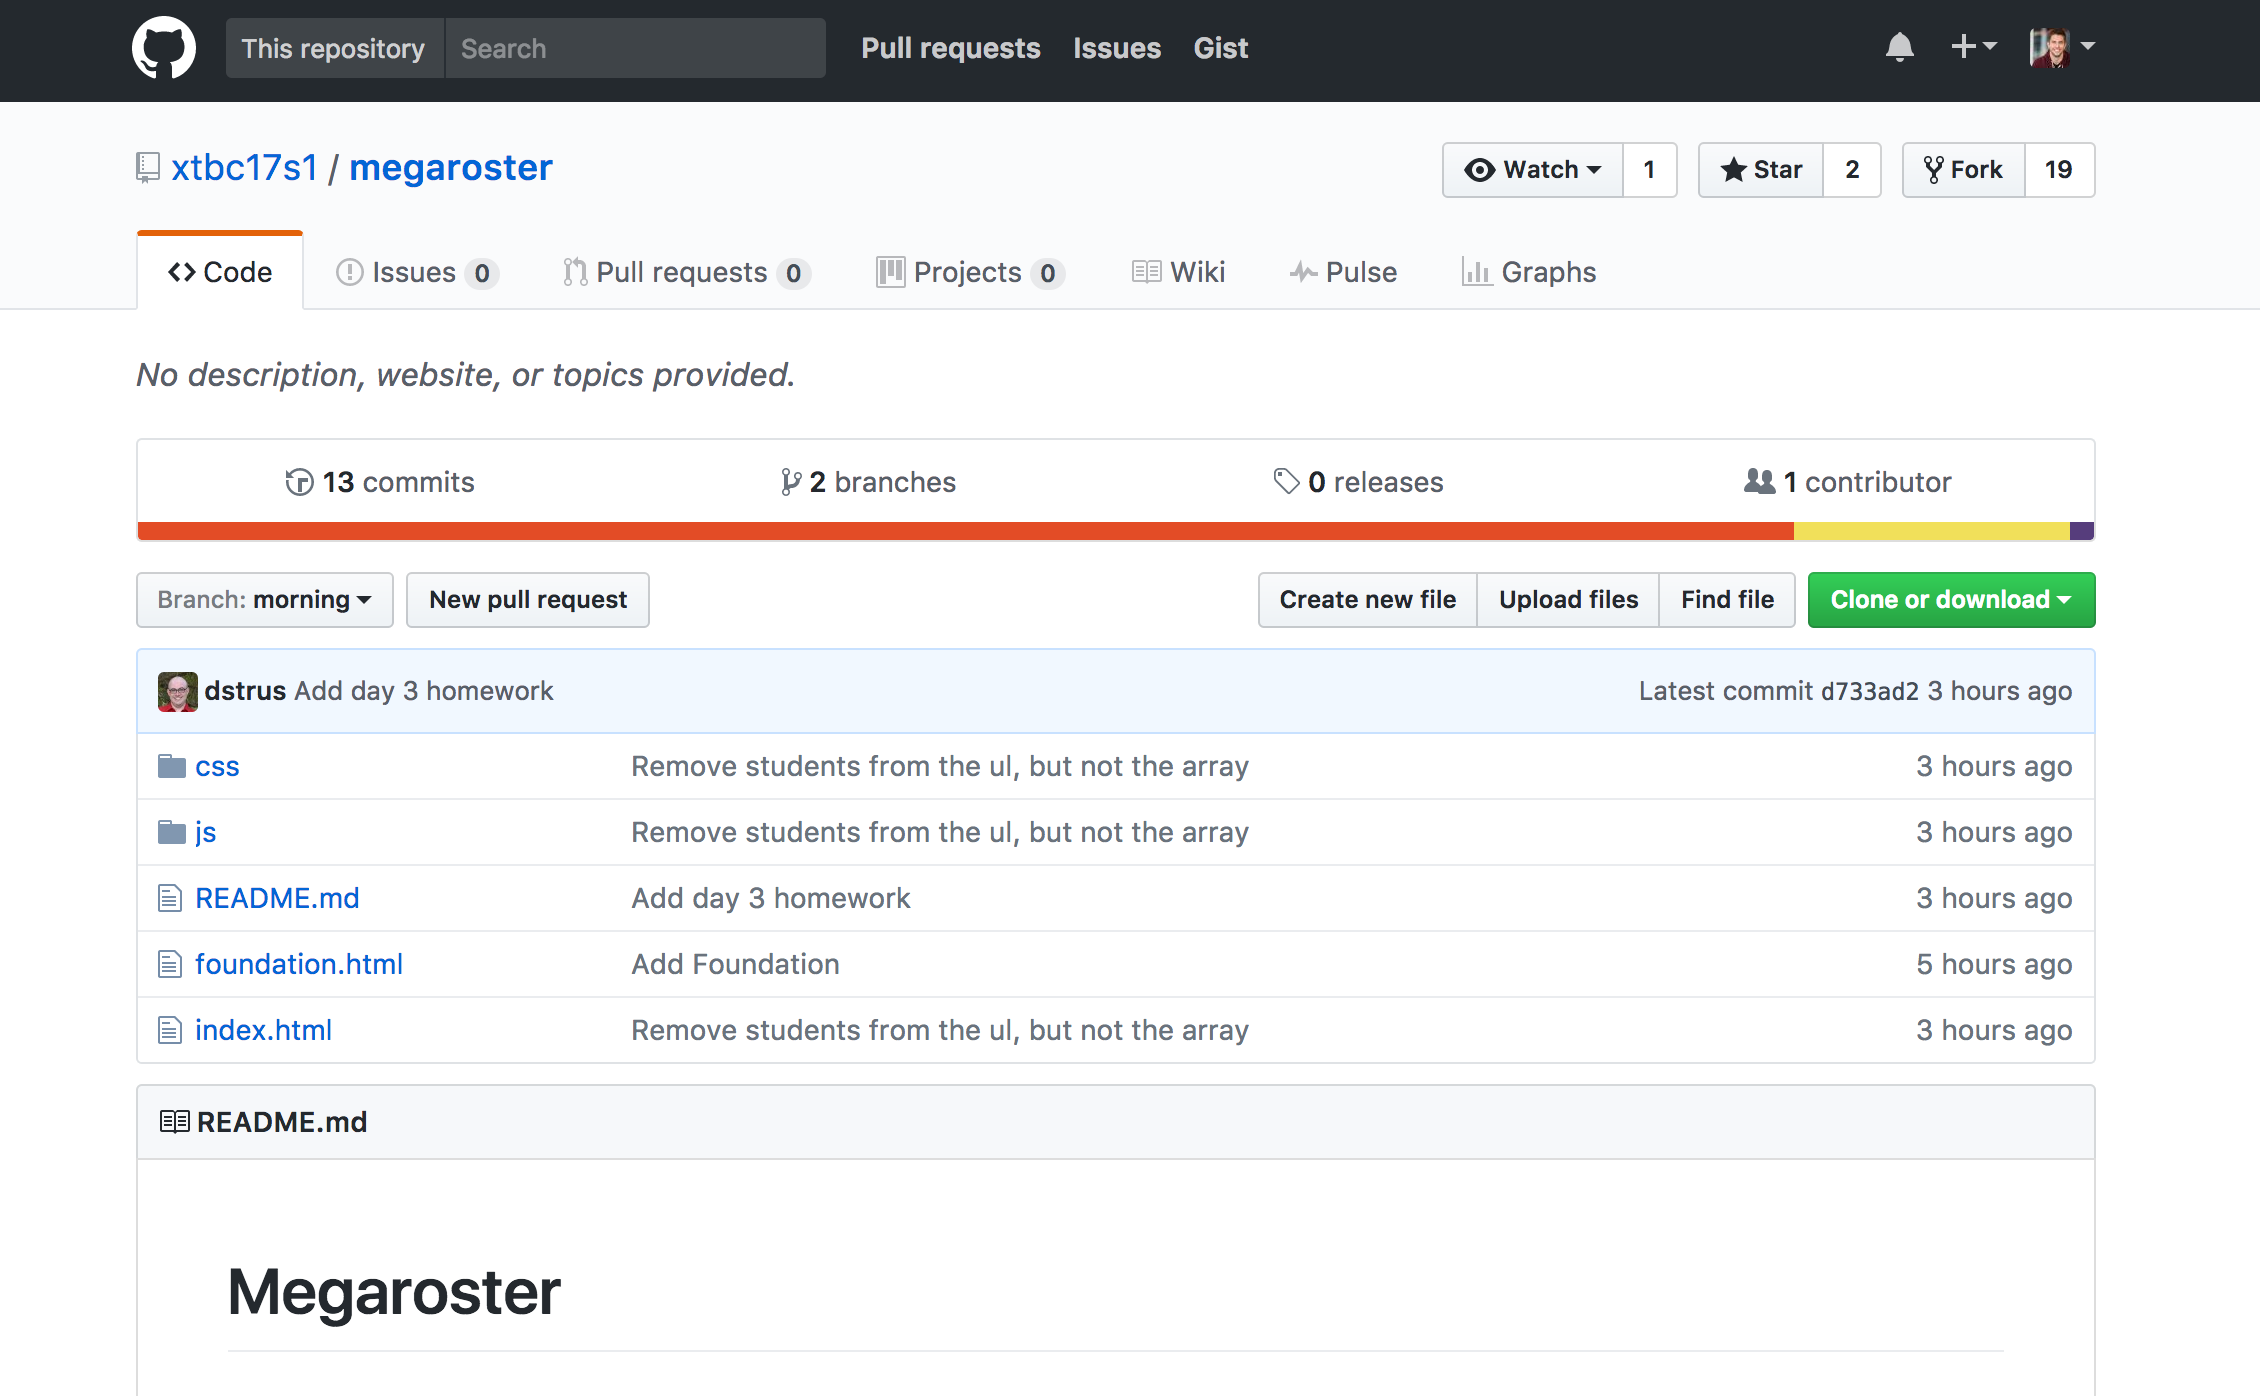 This repository Search Pull requests Issues Gist
xtbc17s1 / megaroster Watch 1 Star 2 Fork 19
Code Issues 0 Pull requests 0 Projects 0 Wiki Pulse Graphs
No description, website, or topics provided.
13 commits 2 branches 0 releases 1 contributor
Branch: morning New pull request Create new file Upload files Find file Clone or download
dstrus Add day 3 homework Latest commit d733ad2 3 hours ago
css Remove students from the ul, but not the array 3 hours ago
js Remove students from the ul, but not the array 3 hours ago
README.md Add day 3 homework 3 hours ago
foundation.html Add Foundation 5 hours ago
index.html Remove students from the ul, but not the array 3 hours ago
README.md
Megaroster